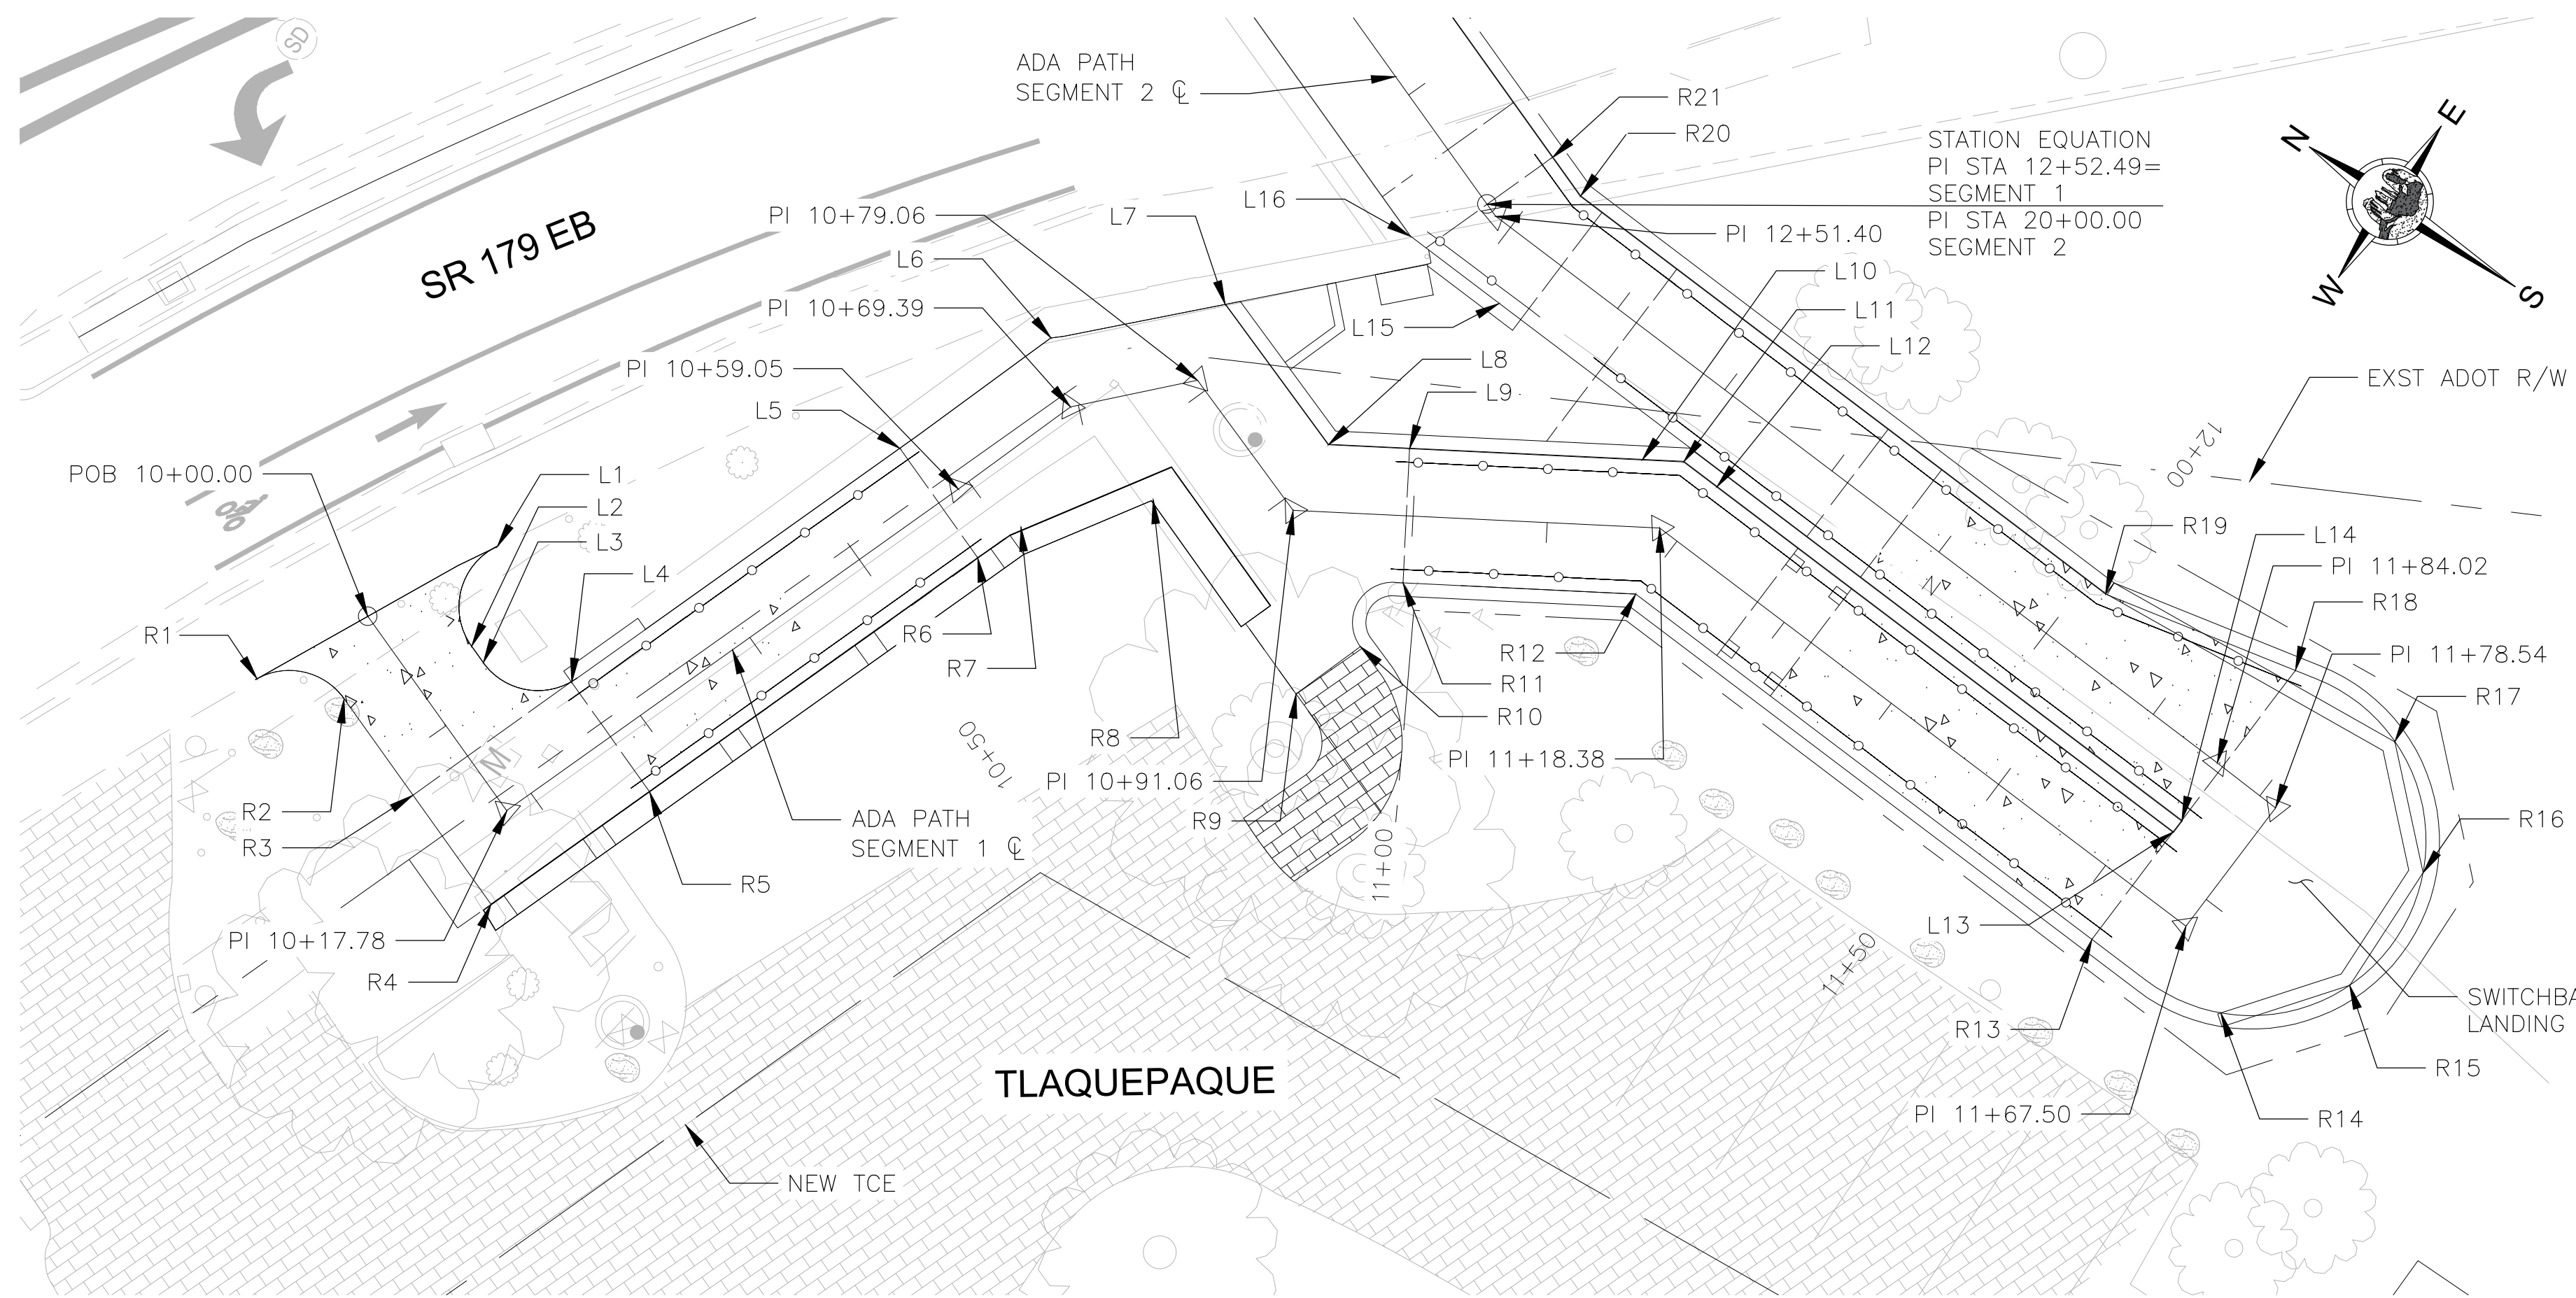 SD
ADA PATH
SEGMENT 2 ℄
R21
R20
STATION EQUATION
PI STA 12+52.49=
SEGMENT 1
PI STA 20+00.00
SEGMENT 2
N
E
W
S
L16
PI 12+51.40
PI 10+79.06
L7
SR 179 EB
L6
PI 10+69.39
L10
L11
L15
L12
PI 10+59.05
L8
EXST ADOT R/W
L9
L5
12+00
POB 10+00.00
L1
L2
L3
L4
R19
L14
PI 11+84.02
R18
R1
R6
R7
R12
PI 11+78.54
R11
R17
R10
R8
10+50
PI 11+18.38
M
PI 10+91.06
R2
R3
ADA PATH
SEGMENT 1 ℄
R9
R16
11+00
R5
L13
PI 10+17.78
R4
11+50
SWITCHBA
LANDING
R13
TLAQUEPAQUE
R15
PI 11+67.50
R14
NEW TCE